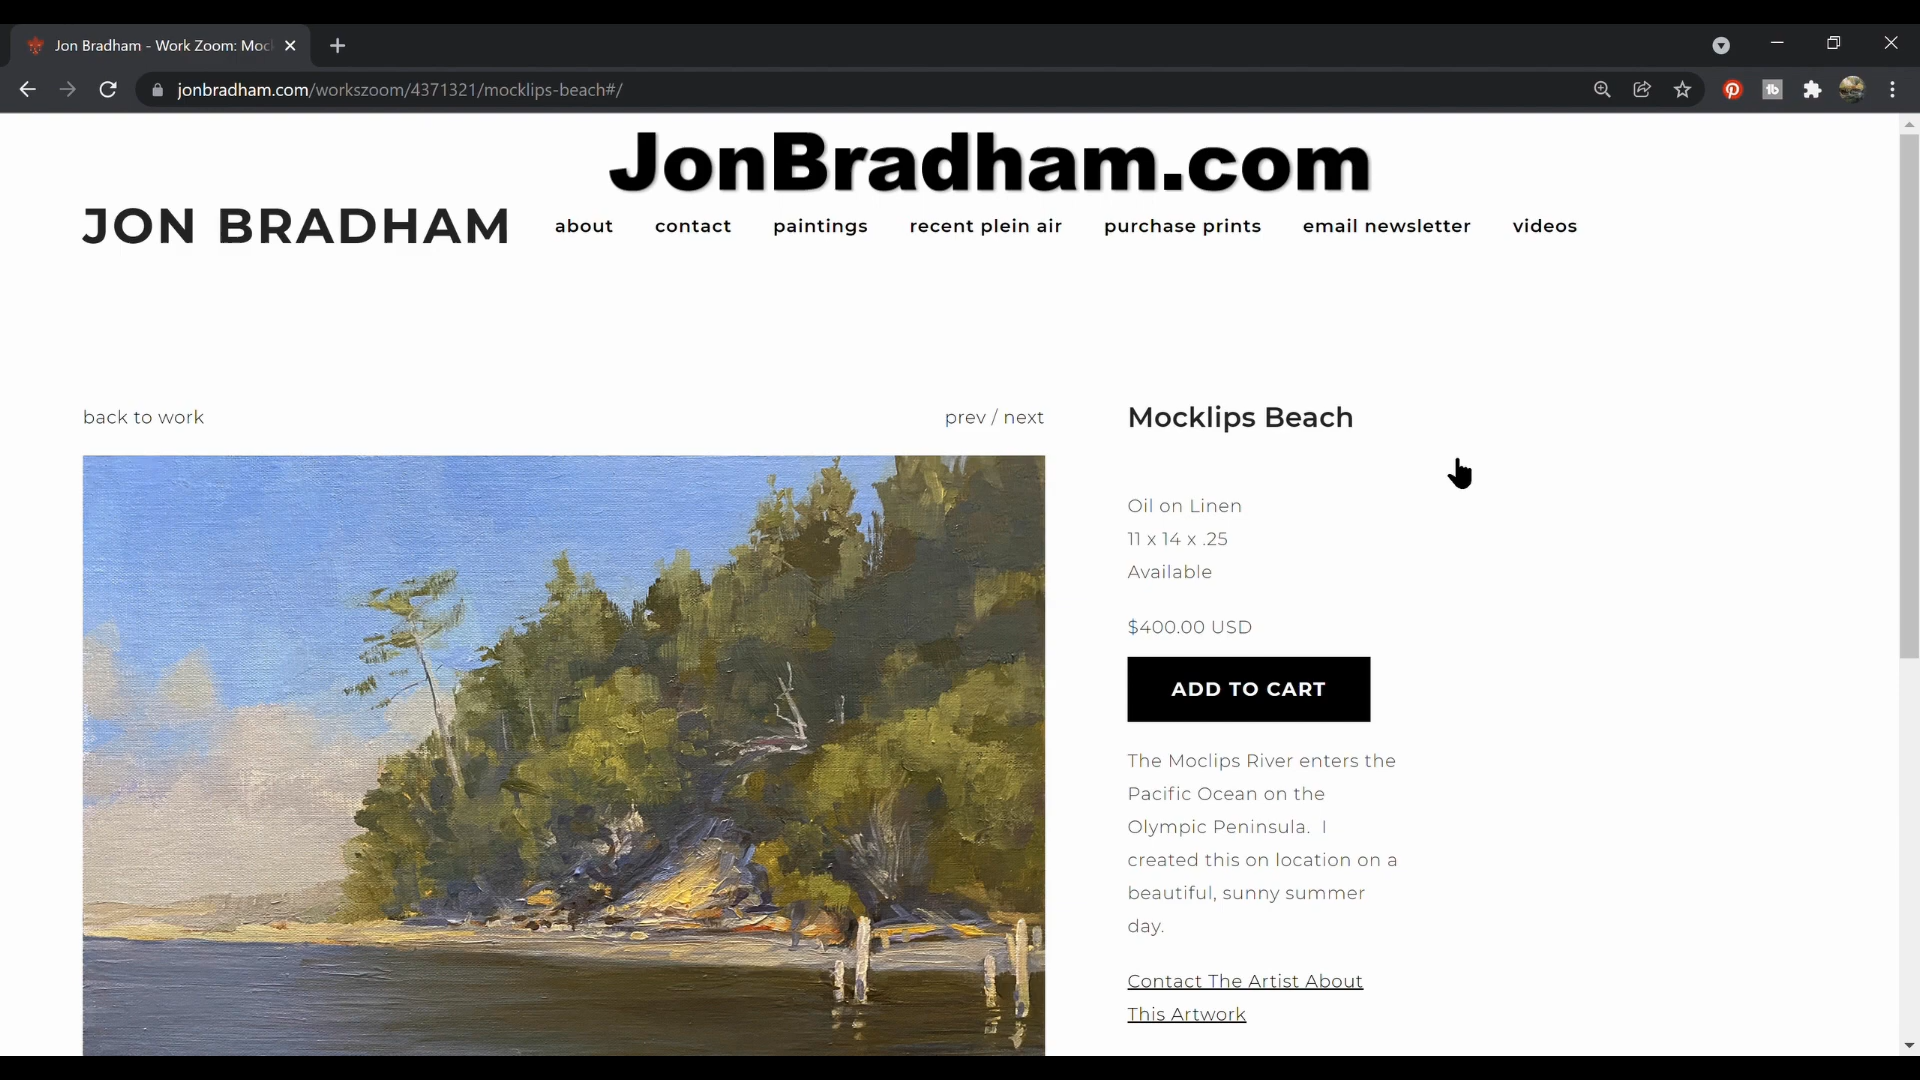 Jon Bradham - Work Zoom: Moc
jonbradham.com/workszoom/4371321/mocklips-beach#/
JonBradham.com
JON BRADHAM
about
contact
paintings
recent plein air
purchase prints
email newsletter
videos
back to work
prev / next
Mocklips Beach
Oil on Linen
11 x 14 x .25
Available
$400.00 USD
ADD TO CART
The Moclips River enters the
Pacific Ocean on the
Olympic Peninsula. I
created this on location on a
beautiful, sunny summer
day.
Contact The Artist About
This Artwork